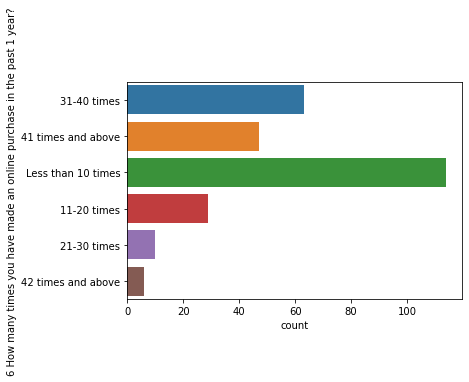 6 How many times you have made an online purchase in the past 1 year?
31-40 times
41 times and above
Less than 10 times
11-20 times
21-30 times
42 times and above
0 20 40 60 80 100
count